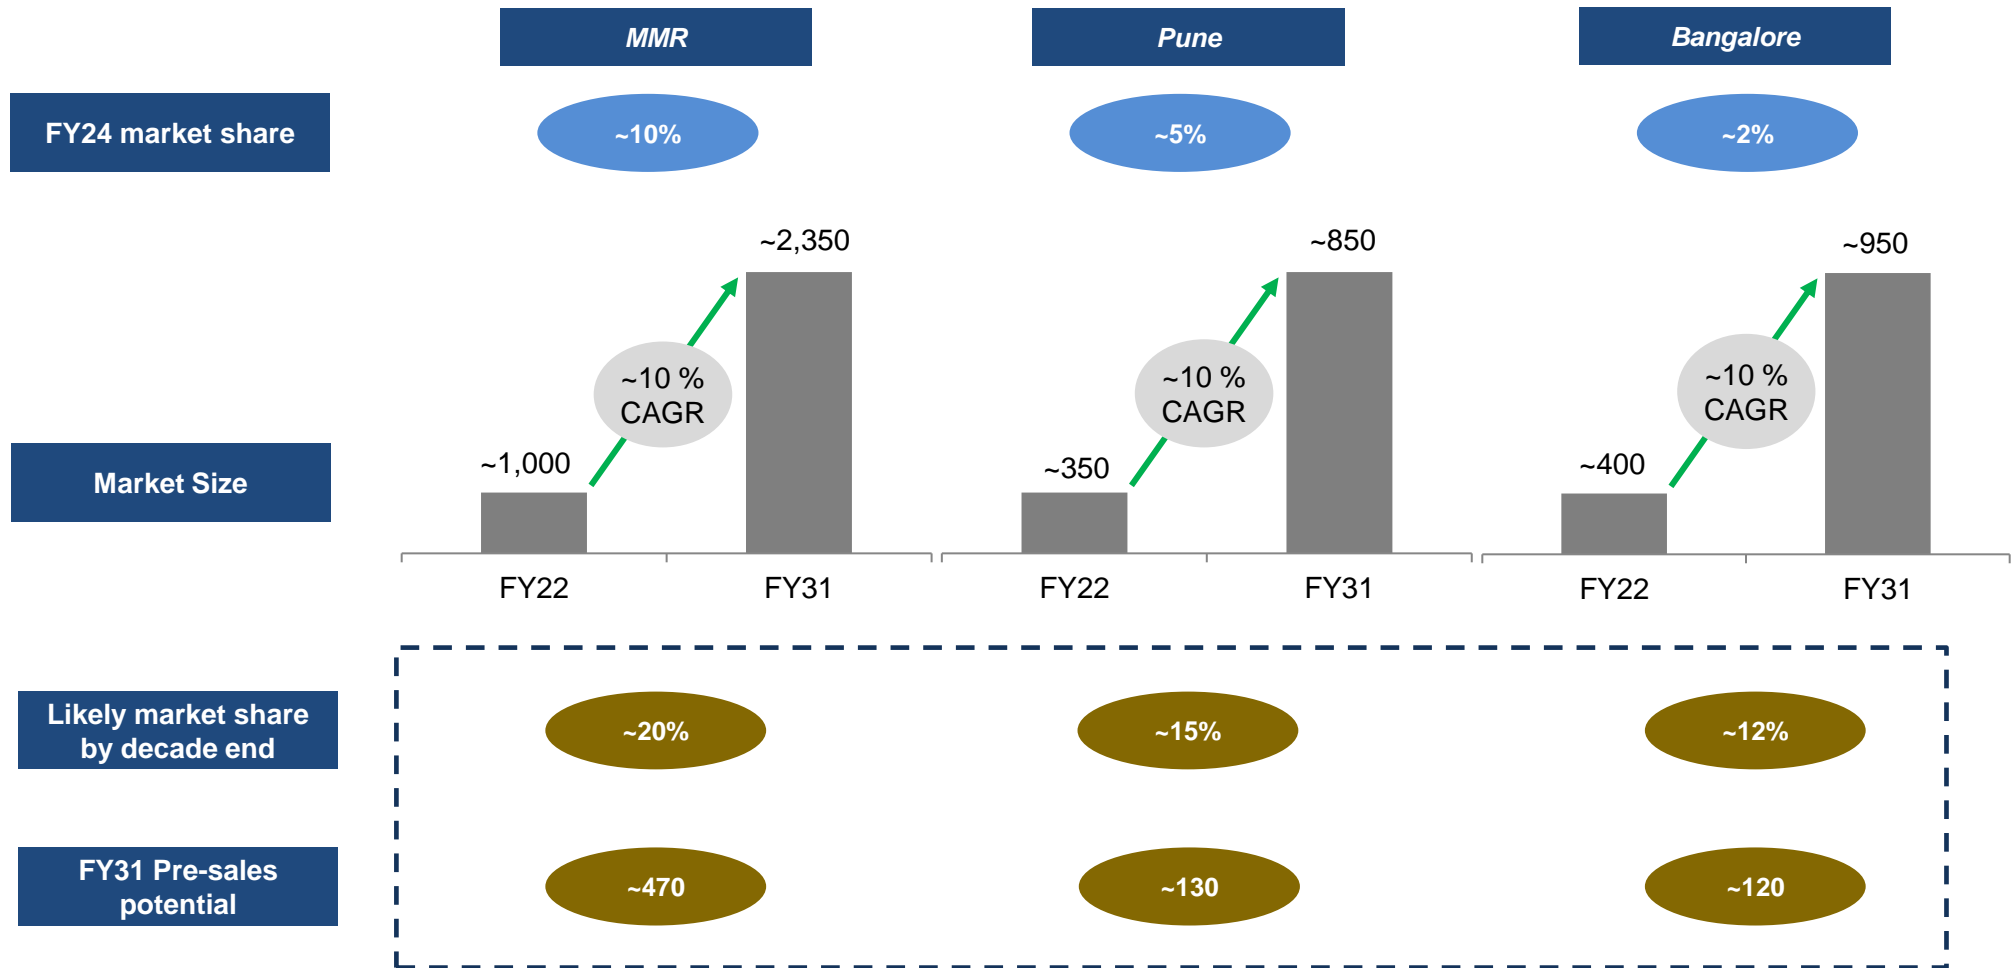 MMR
Pune
Bangalore
FY24 market share
~10%
~5%
~2%
~2,350
~850
~950
~10 %
CAGR
~10 %
CAGR
~10 %
CAGR
Market Size
~1,000
~350
~400
FY22
FY31
FY22
FY31
FY22
FY31
Likely market share
by decade end
~20%
~15%
~12%
FY31 Pre-sales
potential
~470
~130
~120